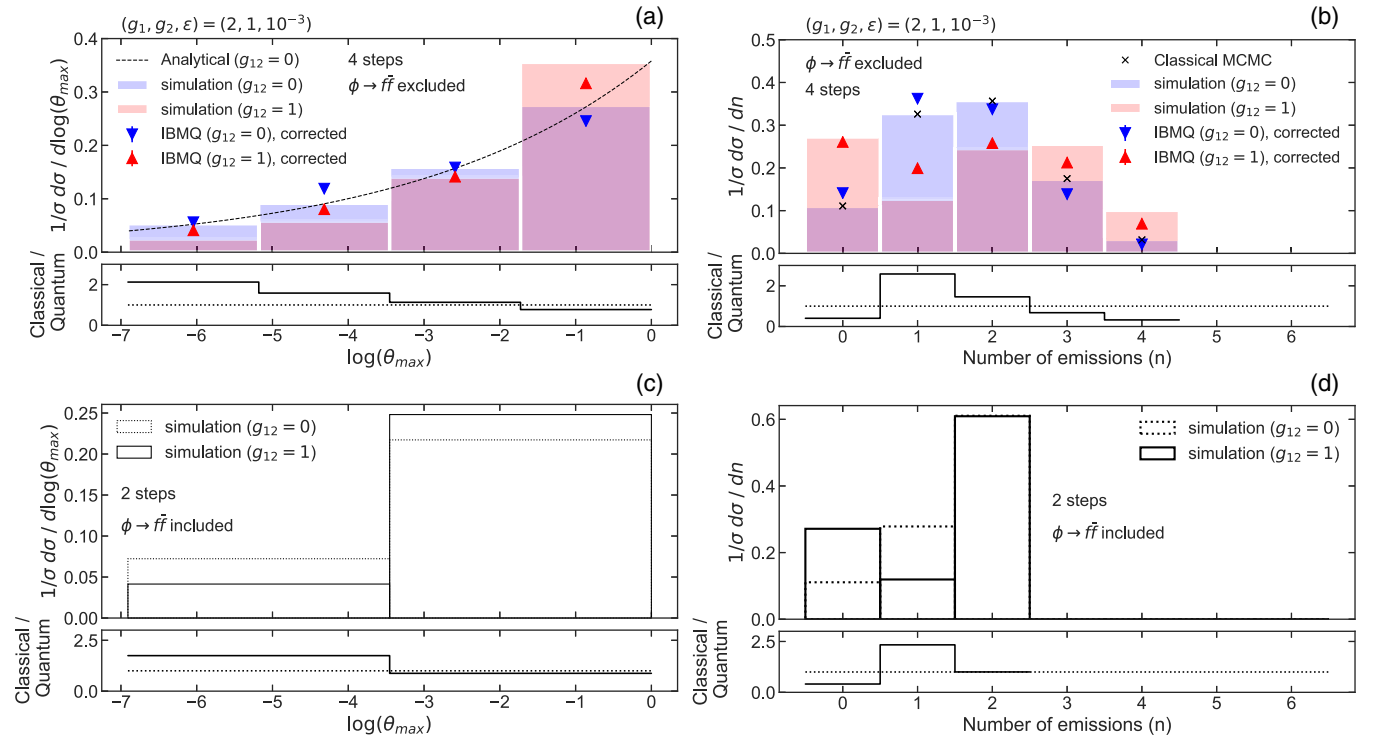 (a)
(g₁, g₂, ε) = (2, 1, 10⁻³)
0.4
0.3
0.2
0.1
0.0
1/σ dσ / dlog(θₘₐₓ)
Analytical (g₁₂ = 0)
simulation (g₁₂ = 0)
simulation (g₁₂ = 1)
IBMQ (g₁₂ = 0), corrected
IBMQ (g₁₂ = 1), corrected
4 steps
ϕ → ff̄ excluded
Classical /
Quantum
2
0
−7 −6 −5 −4 −3 −2 −1 0
log(θₘₐₓ)
(b)
(g₁, g₂, ε) = (2, 1, 10⁻³)
0.5
0.4
0.3
0.2
0.1
0.0
1/σ dσ / dn
ϕ → ff̄ excluded
4 steps
Classical MCMC
simulation (g₁₂ = 0)
simulation (g₁₂ = 1)
IBMQ (g₁₂ = 0), corrected
IBMQ (g₁₂ = 1), corrected
Classical /
Quantum
2
0
0 1 2 3 4 5 6
Number of emissions (n)
(c)
0.25
0.20
0.15
0.10
0.05
0.00
1/σ dσ / dlog(θₘₐₓ)
simulation (g₁₂ = 0)
simulation (g₁₂ = 1)
2 steps
ϕ → ff̄ included
Classical /
Quantum
2.5
0.0
−7 −6 −5 −4 −3 −2 −1 0
log(θₘₐₓ)
(d)
0.6
0.4
0.2
0.0
1/σ dσ / dn
simulation (g₁₂ = 0)
simulation (g₁₂ = 1)
2 steps
ϕ → ff̄ included
Classical /
Quantum
2.5
0.0
0 1 2 3 4 5 6
Number of emissions (n)